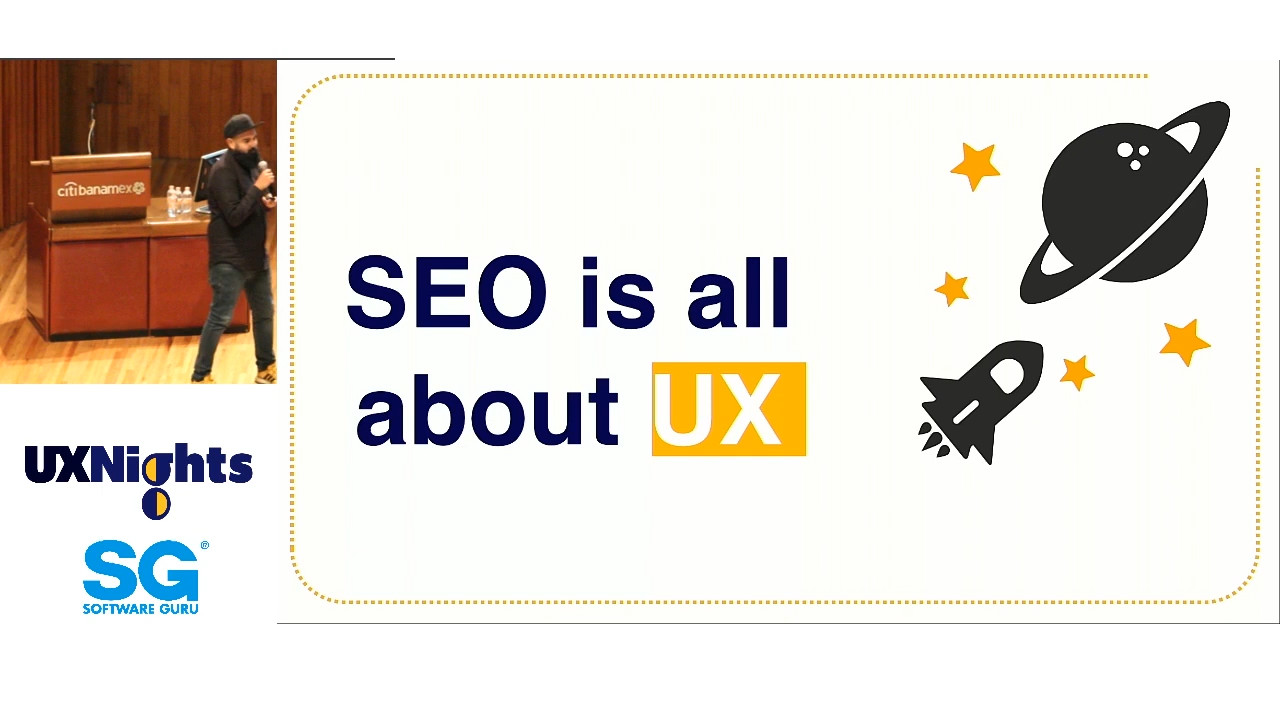 citibanamex
UXNights
SG®
SOFTWARE GURU
SEO is all
about UX